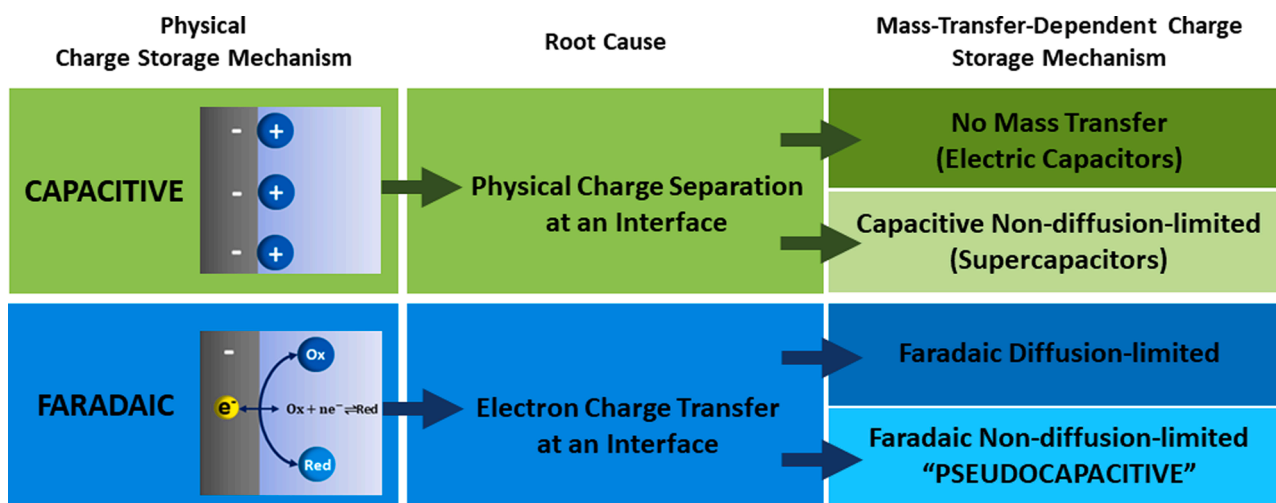 Physical
Charge Storage Mechanism
Root Cause
Mass-Transfer-Dependent Charge
Storage Mechanism
CAPACITIVE
- +
- +
- +
Physical Charge Separation
at an Interface
No Mass Transfer
(Electric Capacitors)
Capacitive Non-diffusion-limited
(Supercapacitors)
FARADAIC
-
Ox
e⁻
Ox + ne⁻ ⇌Red
Red
Electron Charge Transfer
at an Interface
Faradaic Diffusion-limited
Faradaic Non-diffusion-limited
“PSEUDOCAPACITIVE”